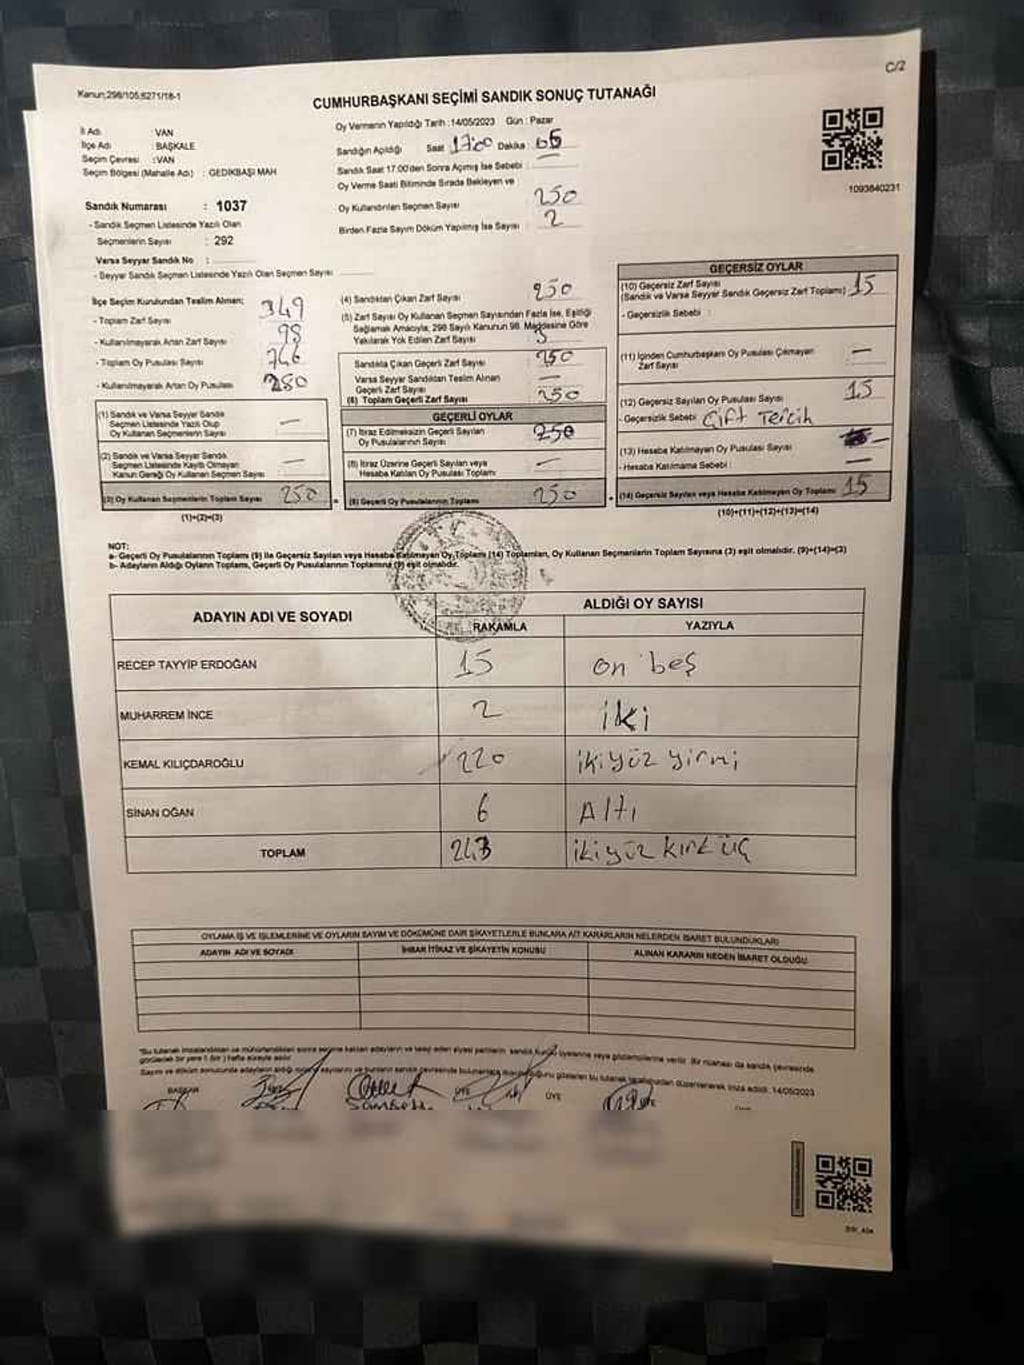 C/2
Kanun;298/105;6271/18-1
CUMHURBAŞKANI SEÇİMİ SANDIK SONUÇ TUTANAĞI
İl Adı : VAN
İlçe Adı : BAŞKALE
Seçim Çevresi : VAN
Seçim Bölgesi (Mahalle Adı) : GEDİKBAŞI MAH
Sandık Numarası : 1037
- Sandık Seçmen Listesinde Yazılı Olan
Seçmenlerin Sayısı : 292
Varsa Seyyar Sandık No :
- Seyyar Sandık Seçmen Listesinde Yazılı Olan Seçmen Sayısı
Oy Vermenin Yapıldığı Tarih :14/05/2023 Gün : Pazar
Sandığın Açıldığı Saat 17:00 Dakika :
Sandık Saat 17:00'den Sonra Açılmış İse Sebebi :
Oy Verme Saati Bitiminde Sırada Bekleyen ve
Oy Kullandırılan Seçmen Sayısı 250
Birden Fazla Sayım Döküm Yapılmış İse Sayısı : 2
1093640231
İlçe Seçim Kurulundan Teslim Alınan;
- Toplam Zarf Sayısı 349
- Kullanılmayarak Artan Zarf Sayısı 98
- Toplam Oy Pusulası Sayısı 746
- Kullanılmayarak Artan Oy Pusulası
(1) Sandık ve Varsa Seyyar Sandık
Seçmen Listesinde Yazılı Olup
Oy Kullanan Seçmenlerin Sayısı —
(2) Sandık ve Varsa Seyyar Sandık
Seçmen Listesinde Kayıtlı Olmayan
Kanun Gereği Oy Kullanan Seçmen Sayısı —
(3) Oy Kullanan Seçmenlerin Toplam Sayısı 250
(1)+(2)=(3)
(4) Sandıktan Çıkan Zarf Sayısı 250
(5) Zarf Sayısı Oy Kullanan Seçmen Sayısından Fazla İse, Eşitliği
Sağlamak Amacıyla; 298 Sayılı Kanunun 98. Maddesine Göre
Yakılarak Yok Edilen Zarf Sayısı
Sandıkta Çıkan Geçerli Zarf Sayısı 250
Varsa Seyyar Sandıktan Teslim Alınan
Geçerli Zarf Sayısı —
(6) Toplam Geçerli Zarf Sayısı 250
GEÇERLİ OYLAR
(7) İtiraz Edilmeksizin Geçerli Sayılan
Oy Pusulalarının Sayısı 250
(8) İtiraz Üzerine Geçerli Sayılan veya
Hesaba Katılan Oy Pusulası Toplamı —
(9) Geçerli Oy Pusulalarının Toplamı 250
GEÇERSİZ OYLAR
(10) Geçersiz Zarf Sayısı
(Sandık ve Varsa Seyyar Sandık Geçersiz Zarf Toplamı) 15
- Geçersizlik Sebebi :
(11) İçinden Cumhurbaşkanı Oy Pusulası Çıkmayan
Zarf Sayısı —
(12) Geçersiz Sayılan Oy Pusulası Sayısı 15
- Geçersizlik Sebebi : Çift Tercih
(13) Hesaba Katılmayan Oy Pusulası Sayısı —
- Hesaba Katılmama Sebebi : —
(14) Geçersiz Sayılan veya Hesaba Katılmayan Oy Toplamı 15
(10)+(11)+(12)+(13)=(14)
NOT:
a- Geçerli Oy Pusulalarının Toplamı (9) ile Geçersiz Sayılan veya Hesaba Katılmayan Oy Toplamı (14) Toplamları, Oy Kullanan Seçmenlerin Toplam Sayısına (3) eşit olmalıdır. (9)+(14)=(3)
b- Adayların Aldığı Oyların Toplamı, Geçerli Oy Pusulalarının Toplamına (9) eşit olmalıdır.
ADAYIN ADI VE SOYADI
ALDIĞI OY SAYISI
RAKAMLA YAZIYLA
RECEP TAYYİP ERDOĞAN 15 on beş
MUHARREM İNCE 2 iki
KEMAL KILIÇDAROĞLU 220 ikiyüz yirmi
SİNAN OĞAN 6 Altı
TOPLAM 243 ikiyüz kırk üç
OYLAMA İŞ VE İŞLEMLERİNE VE OYLARIN SAYIM VE DÖKÜMÜNE DAİR ŞİKAYETLERLE BUNLARA AİT KARARLARIN NELERDEN İBARET BULUNDUKLARI
ADAYIN ADI VE SOYADI İHBAR İTİRAZ VE ŞİKAYETİN KONUSU ALINAN KARARIN NEDEN İBARET OLDUĞU
BAŞKAN ÜYE ÜYE